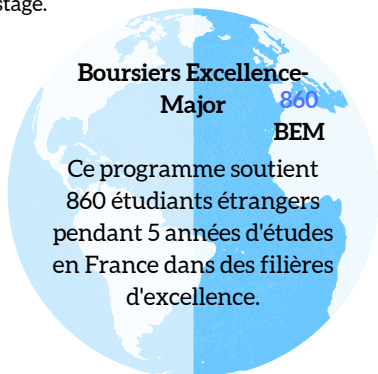 stage.
Boursiers Excellence-
Major
860
BEM
Ce programme soutient
860 étudiants étrangers
pendant 5 années d'études
en France dans des filières
d'excellence.